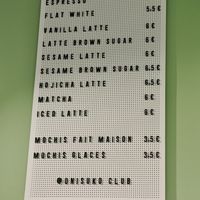 ESPRESSO
FLAT WHITE 5.5 €
VANILLA LATTE 6 €
LATTE BROWN SUGAR 6 €
SESAME LATTE 6 €
SESAME BROWN SUGAR 6.5 €
HOJICHA LATTE 6.5 €
MATCHA 6 €
ICED LATTE 6 €
MOCHIS FAIT MAISON 3.5 €
MOCHIS GLACES 3.5 €
@ONISUKO CLUB